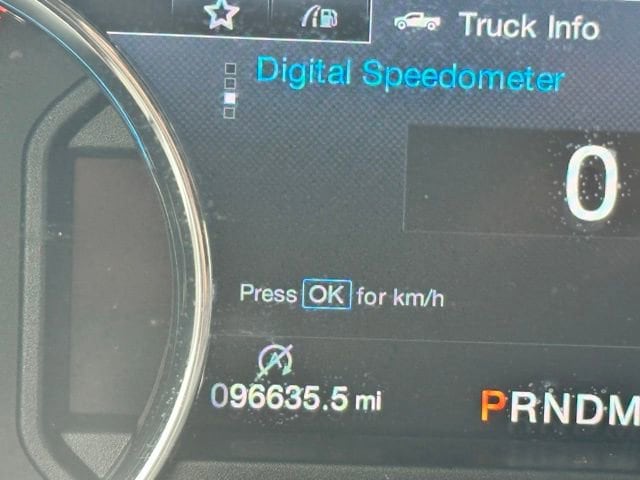 Truck Info
Digital Speedometer
0
Press OK for km/h
096635.5 mi
PRNDM